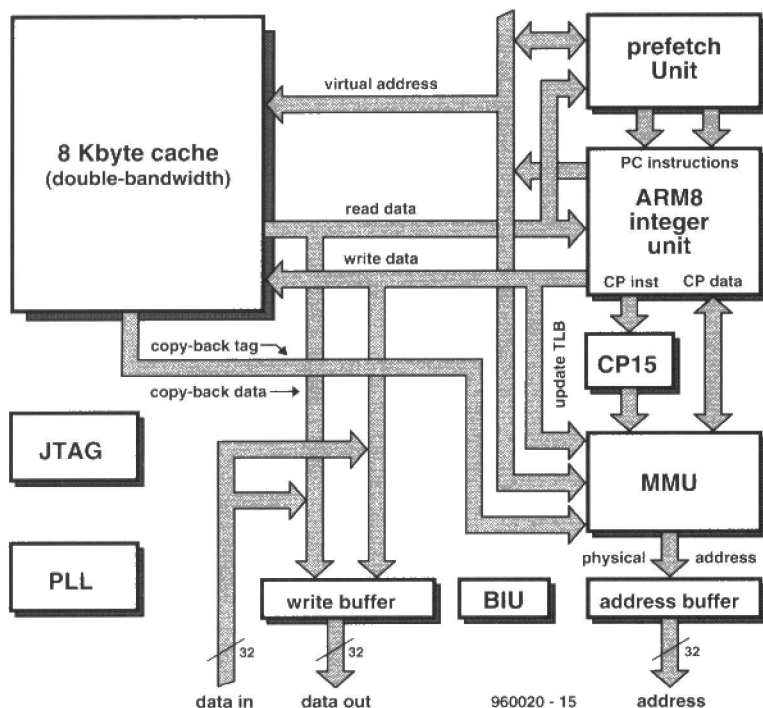 prefetch
Unit
virtual address
8 Kbyte cache
(double-bandwidth)
PC instructions
ARM8
integer
unit
read data
write data
CP inst
CP data
update TLB
copy-back tag
CP15
copy-back data
JTAG
MMU
physical
address
PLL
write buffer
BIU
address buffer
32
32
32
data in
data out
960020 - 15
address